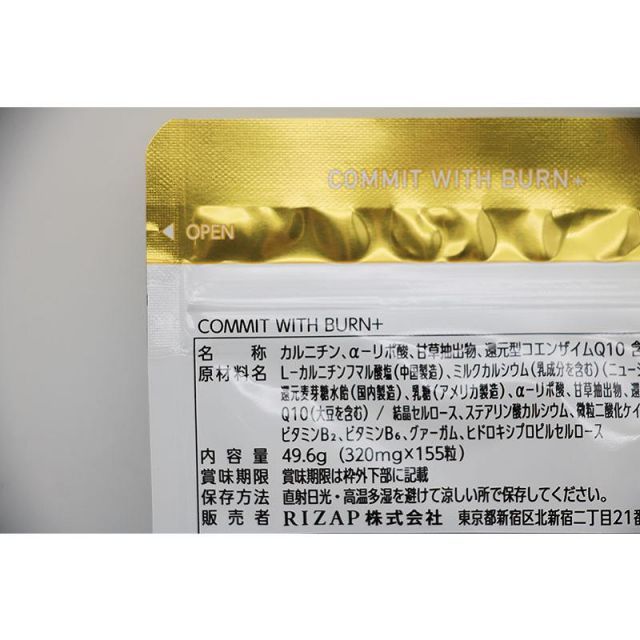 COMMIT WITH BURN+
OPEN
COMMIT WITH BURN+
名称 カルニチン、α-リポ酸、甘草抽出物、還元型コエンザイムQ10 含
原材料名 L-カルニチンフマル酸塩(中国製造)、ミルクカルシウム(乳成分を含む)(ニュー
還元麦芽糖水飴(国内製造)、乳糖(アメリカ製造)、α-リポ酸、甘草抽出物、
Q10(大豆を含む) / 結晶セルロース、ステアリン酸カルシウム、微粒二酸化ケイ
ビタミンB₂、ビタミンB₆、グァーガム、ヒドロキシプロピルセルロース
内容量 49.6g (320mg×155粒)
賞味期限 賞味期限は枠外下部に記載
保存方法 直射日光・高温多湿を避けて涼しい所で保存してください。
販売者 RIZAP株式会社 東京都新宿区北新宿二丁目21番